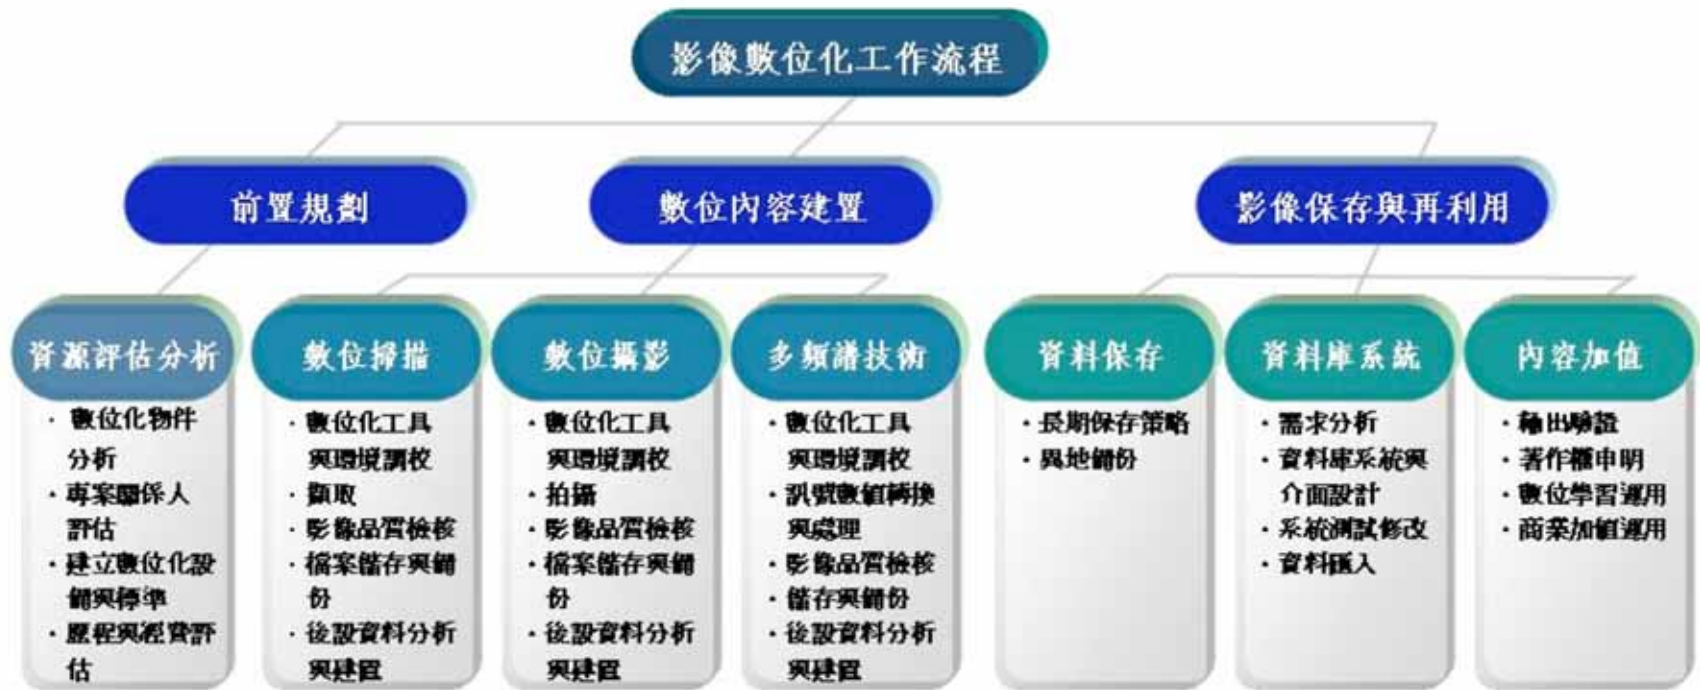 影像數位化工作流程
前置規劃
數位內容建置
影像保存與再利用
資源評估分析
・數位化物件
分析
・專案關係人
評估
・建立數位化設
備與標準
・歷程與經營評
估
數位掃描
・數位化工具
與環境調校
・擷取
・影像品質檢核
・檔案儲存與備
份
・後設資料分析
與建置
數位攝影
・數位化工具
與環境調校
・拍攝
・影像品質檢核
・檔案儲存與備
份
・後設資料分析
與建置
多頻譜技術
・數位化工具
與環境調校
・訊號數值轉換
與處理
・影像品質檢核
・儲存與備份
・後設資料分析
與建置
資料保存
・長期保存策略
・異地備份
資料庫系統
・需求分析
・資料庫系統與
介面設計
・系統測試修改
・資料匯入
內容加值
・輸出驗證
・著作權申明
・數位學習運用
・商業加值運用